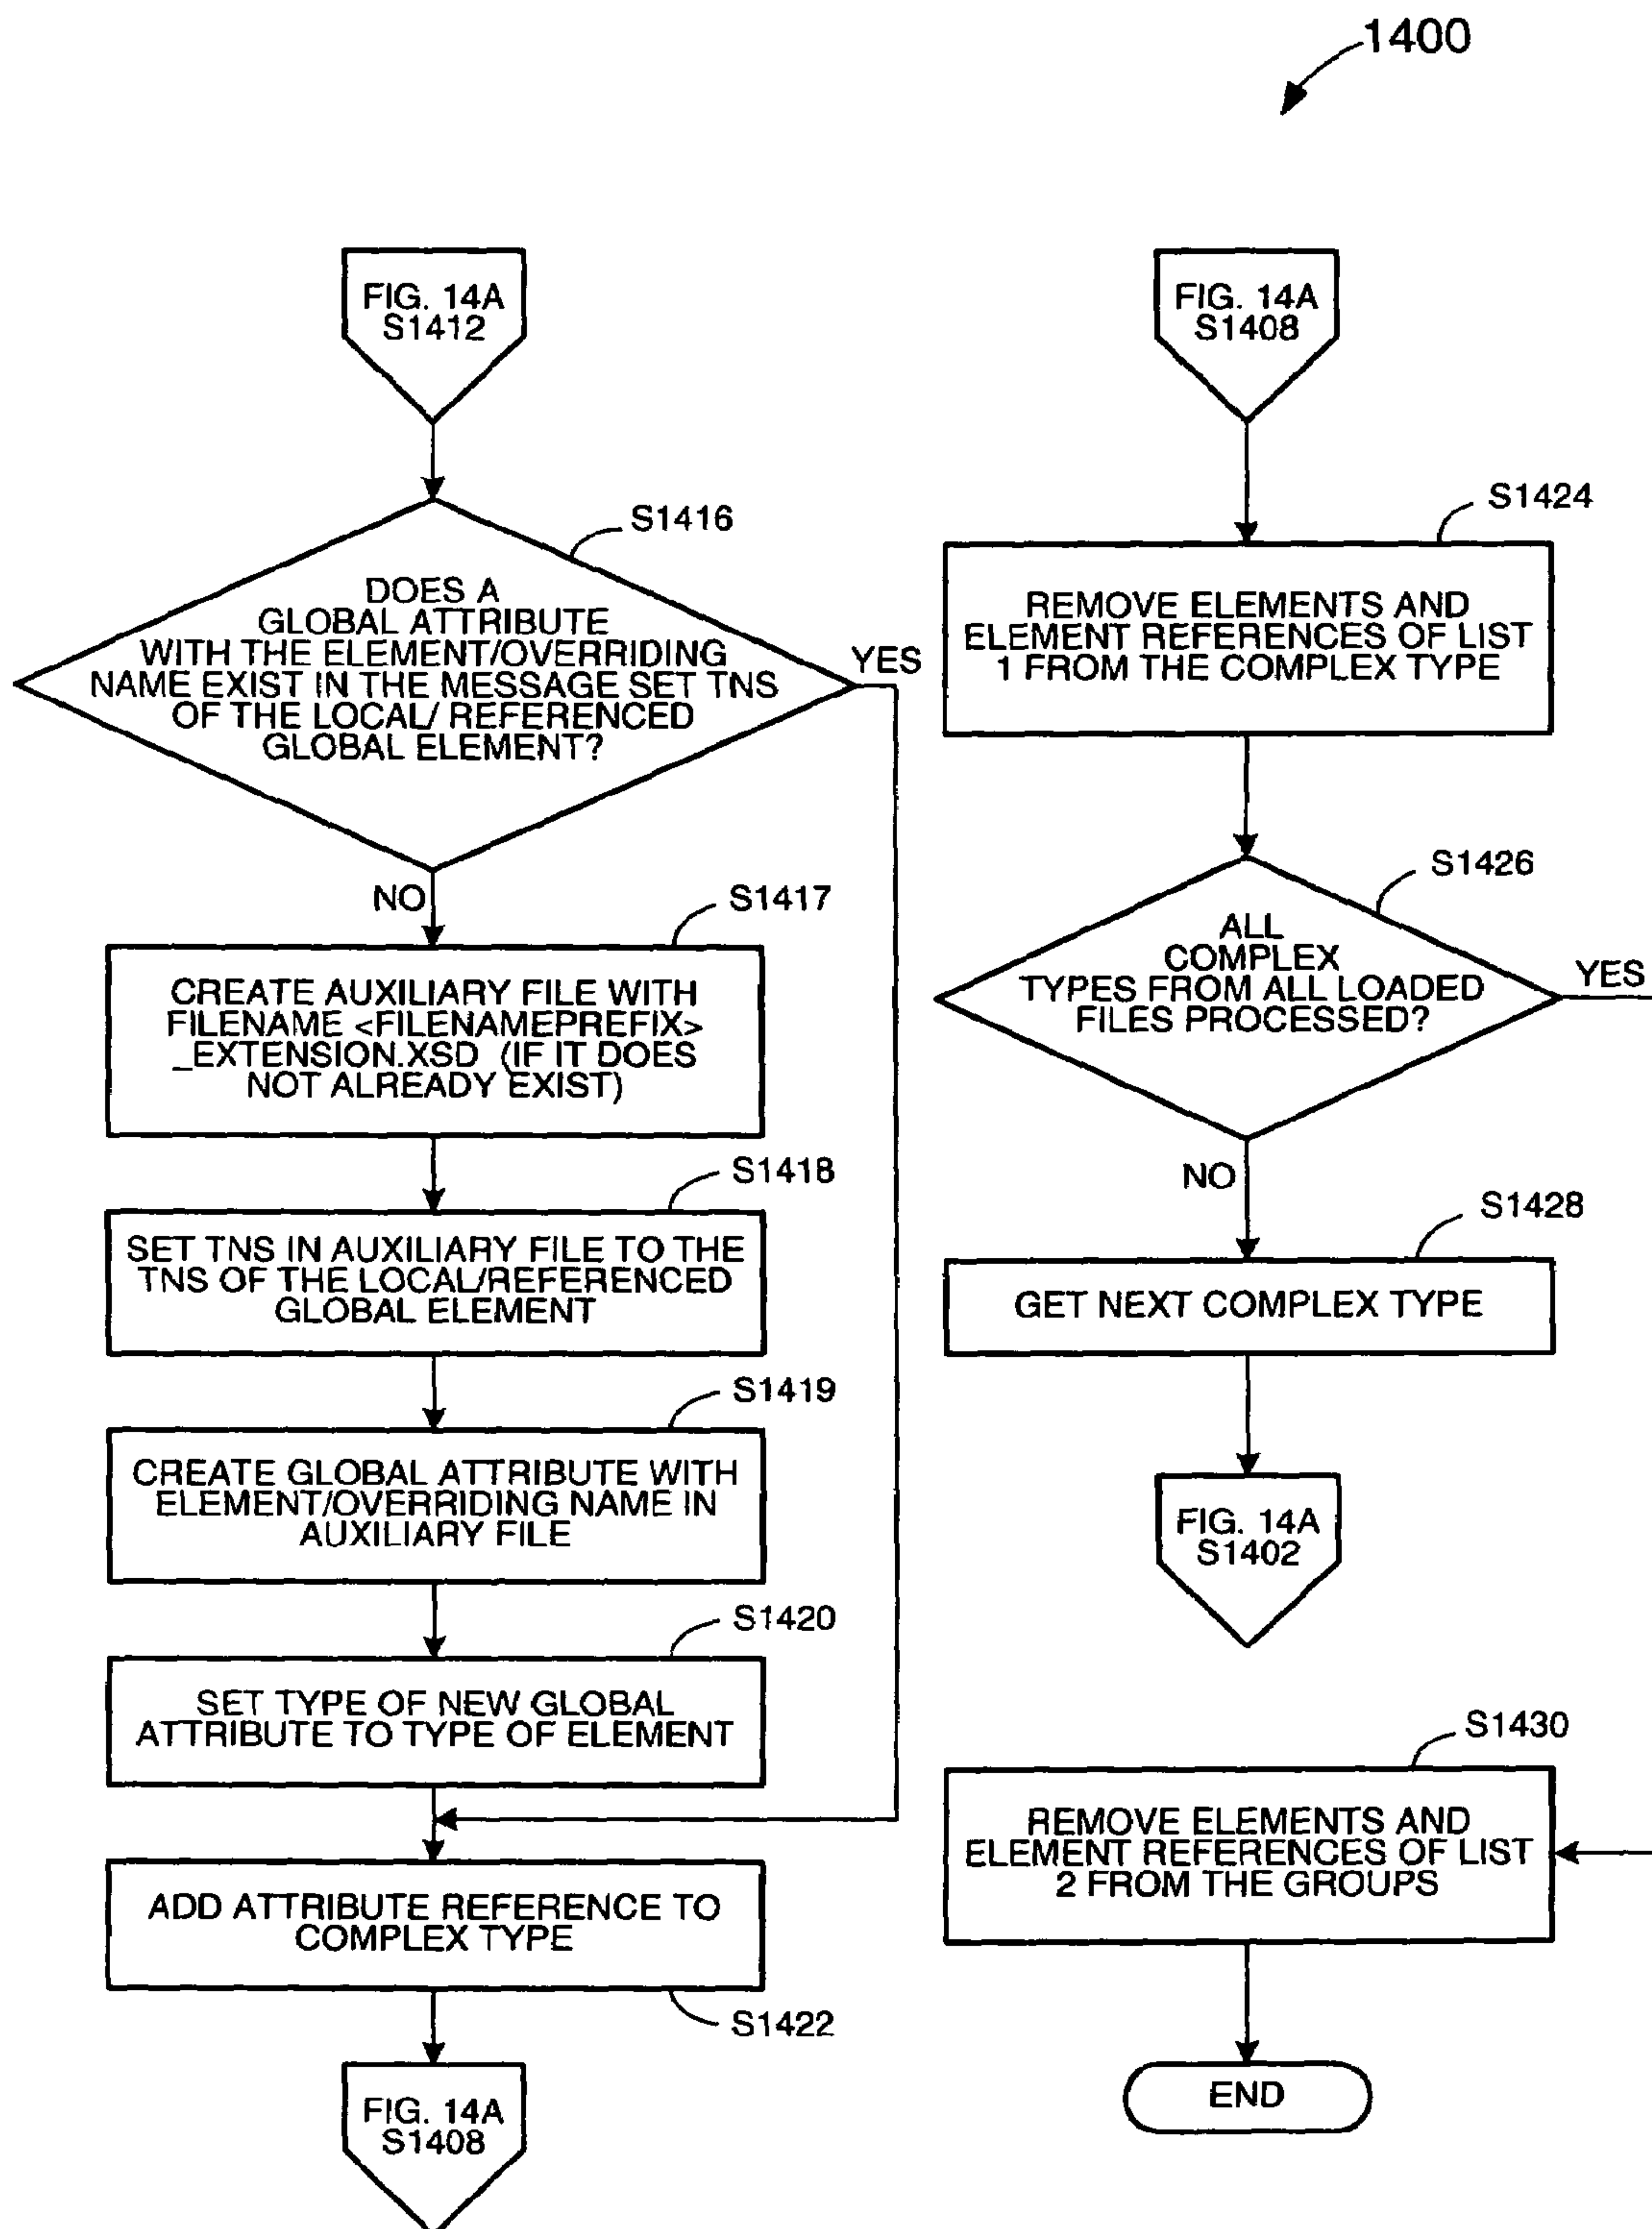 1400
FIG. 14A
S1412
S1416
DOES A
GLOBAL ATTRIBUTE
WITH THE ELEMENT/OVERRIDING
NAME EXIST IN THE MESSAGE SET TNS
OF THE LOCAL/ REFERENCED
GLOBAL ELEMENT?
YES
NO
S1417
CREATE AUXILIARY FILE WITH
FILENAME <FILENAMEPREFIX>
_EXTENSION.XSD (IF IT DOES
NOT ALREADY EXIST)
S1418
SET TNS IN AUXILIARY FILE TO THE
TNS OF THE LOCAL/REFERENCED
GLOBAL ELEMENT
S1419
CREATE GLOBAL ATTRIBUTE WITH
ELEMENT/OVERRIDING NAME IN
AUXILIARY FILE
S1420
SET TYPE OF NEW GLOBAL
ATTRIBUTE TO TYPE OF ELEMENT
ADD ATTRIBUTE REFERENCE TO
COMPLEX TYPE
S1422
FIG. 14A
S1408
FIG. 14A
S1408
S1424
REMOVE ELEMENTS AND
ELEMENT REFERENCES OF LIST
1 FROM THE COMPLEX TYPE
S1426
ALL
COMPLEX
TYPES FROM ALL LOADED
FILES PROCESSED?
YES
NO
S1428
GET NEXT COMPLEX TYPE
FIG. 14A
S1402
S1430
REMOVE ELEMENTS AND
ELEMENT REFERENCES OF LIST
2 FROM THE GROUPS
END